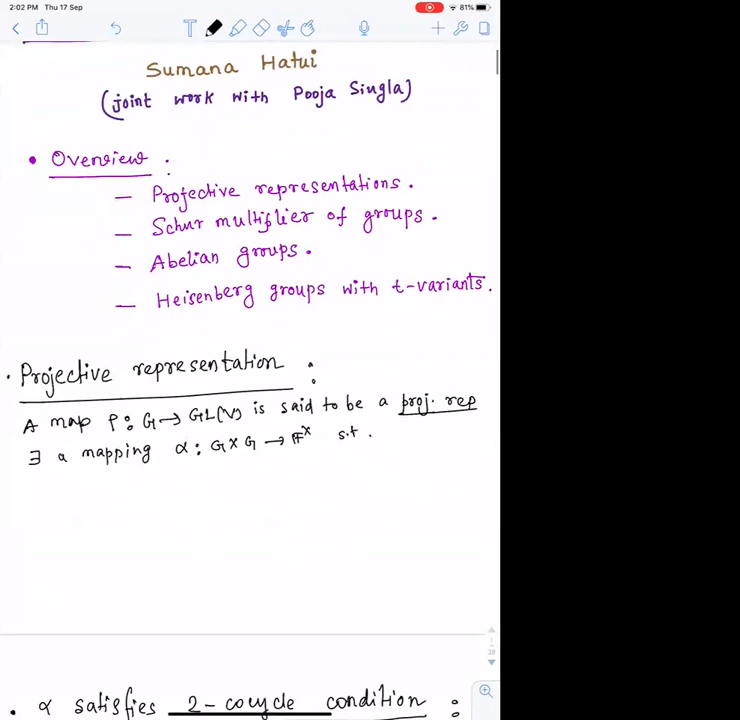 2:02 PM Thu 17 Sep 81%
Sumana Hatui
(joint work with Pooja Singla)
• Overview :
— Projective representations.
— Schur multiplier of groups.
— Abelian groups.
— Heisenberg groups with t-variants.
• Projective representation :
A map ρ: G → GL(V) is said to be a proj. rep
∃ a mapping α: G×G → 𝔽^× s.t.
• α satisfies 2-cocycle condition :